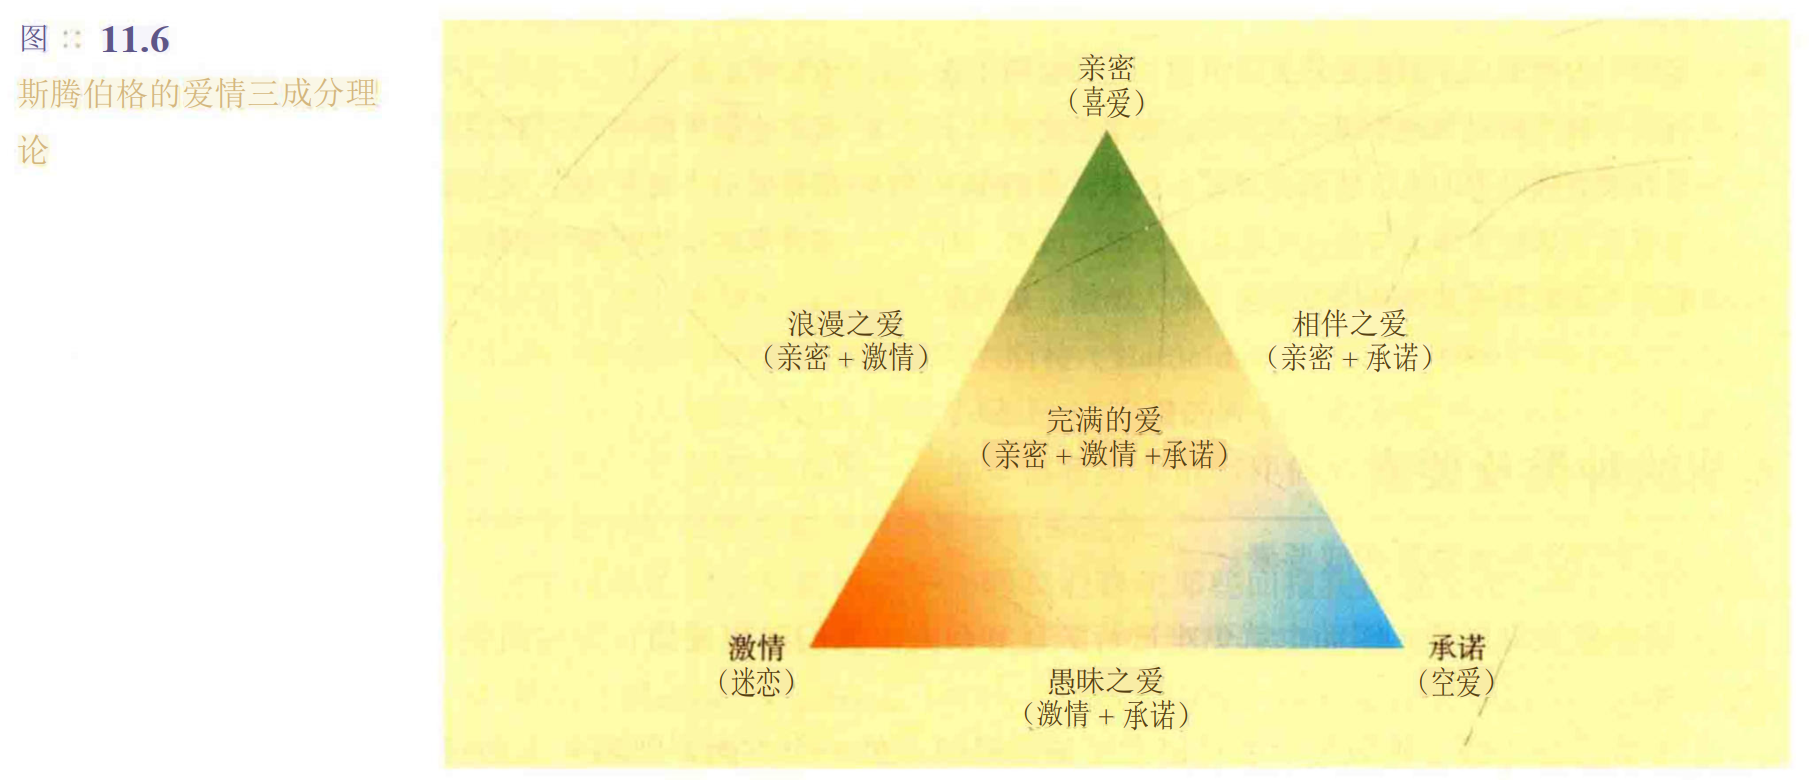 图 11.6
斯腾伯格的爱情三成分理
论
亲密
（喜爱）
浪漫之爱
（亲密 + 激情）
相伴之爱
（亲密 + 承诺）
完满的爱
（亲密 + 激情 +承诺）
激情
（迷恋）
愚昧之爱
（激情 + 承诺）
承诺
（空爱）